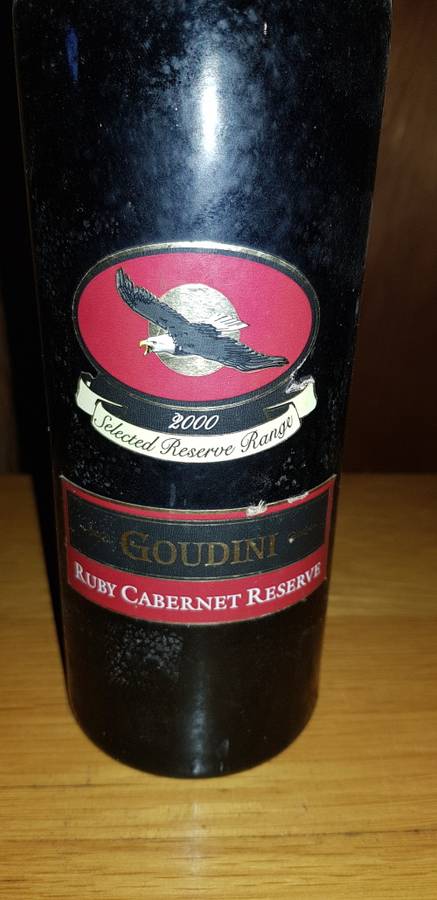 2000
Selected Reserve Range
GOUDINI
RUBY CABERNET RESERVE